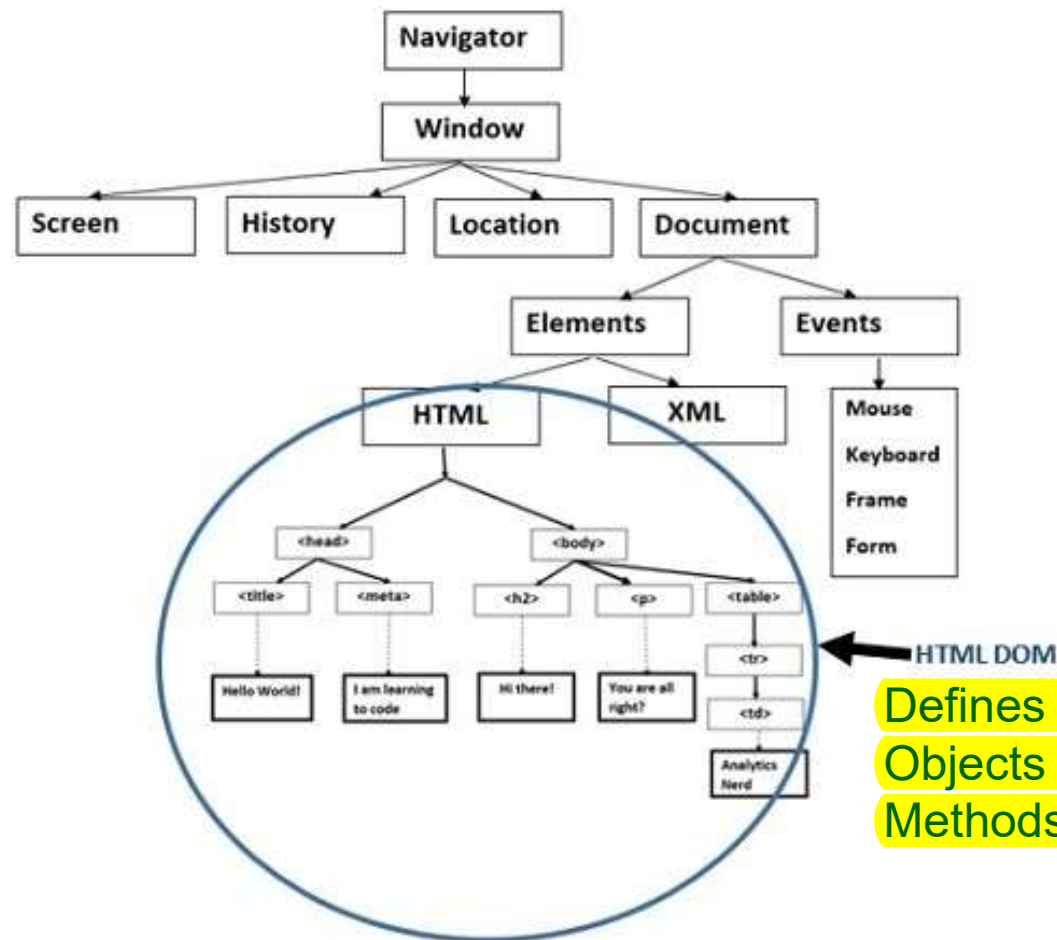 Navigator
Window
Screen
History
Location
Document
Elements
Events
HTML
XML
Mouse
Keyboard
Frame
Form
<head>
<body>
<title>
<meta>
<h2>
<p>
<table>
Hello World!
I am learning
to code
Hi there!
You are all
right?
<tr>
<td>
Analytics
Nerd
HTML DOM
Defines
Objects
Methods